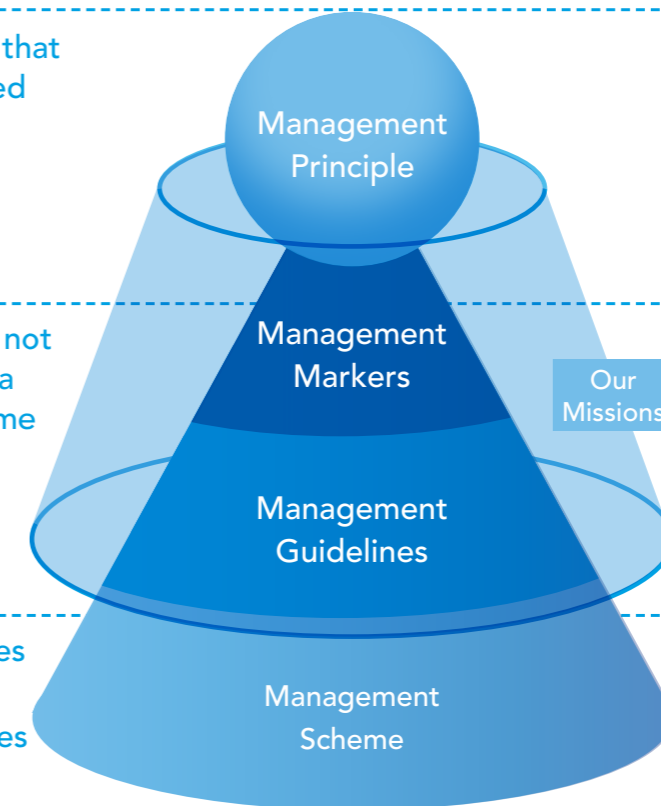 that
ed
Management
Principle
not
a
me
Management
Markers
Our
Missions
Management
Guidelines
es
es
Management
Scheme